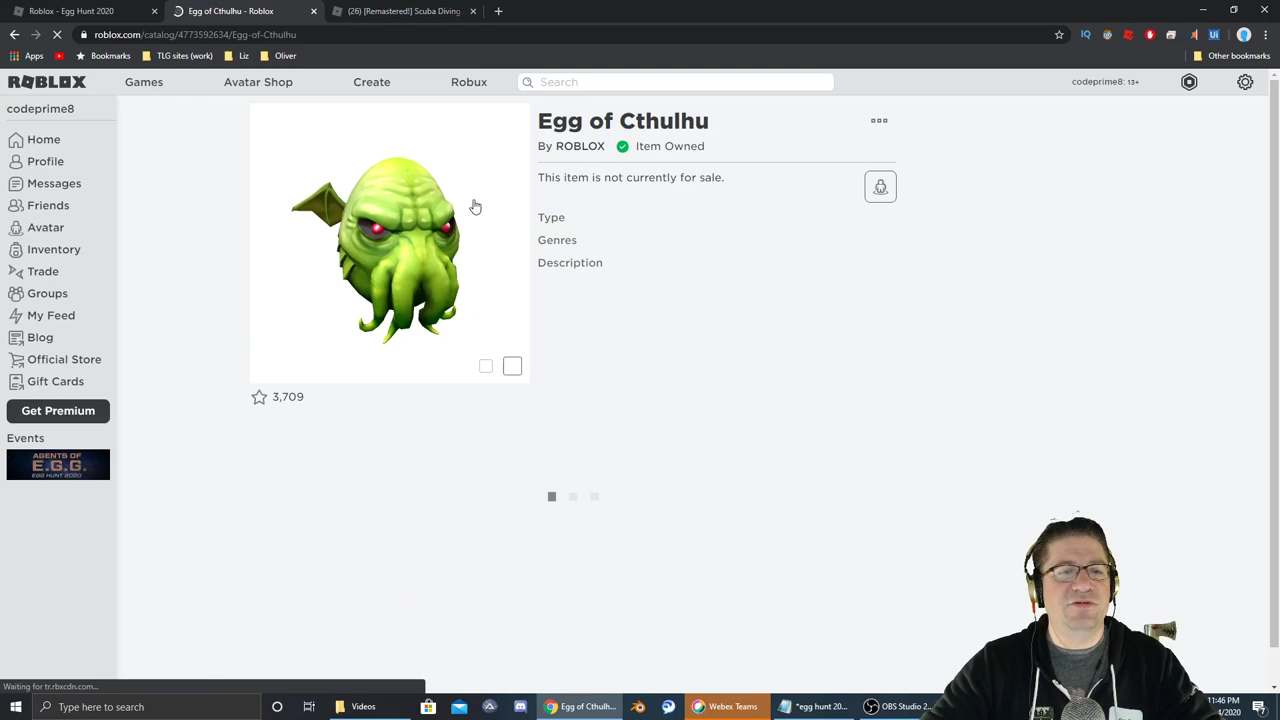 Roblox - Egg Hunt 2020
Egg of Cthulhu - Roblox
(26) [Remastered!] Scuba Diving
roblox.com/catalog/4773592634/Egg-of-Cthulhu
Apps
Bookmarks
TLG sites (work)
Liz
Oliver
Other bookmarks
ROBLOX
Games
Avatar Shop
Create
Robux
Search
codeprime8: 13+
codeprime8
Home
Profile
Messages
Friends
Avatar
Inventory
Trade
Groups
My Feed
Blog
Official Store
Gift Cards
Get Premium
Events
AGENTS OF
E.G.G.
EGG HUNT 2020
Egg of Cthulhu
By ROBLOX Item Owned
This item is not currently for sale.
Type
Genres
Description
3,709
Waiting for tr.rbxcdn.com...
Type here to search
Videos
Egg of Cthulh...
Webex Teams
*egg hunt 20...
OBS Studio 2...
11:46 PM